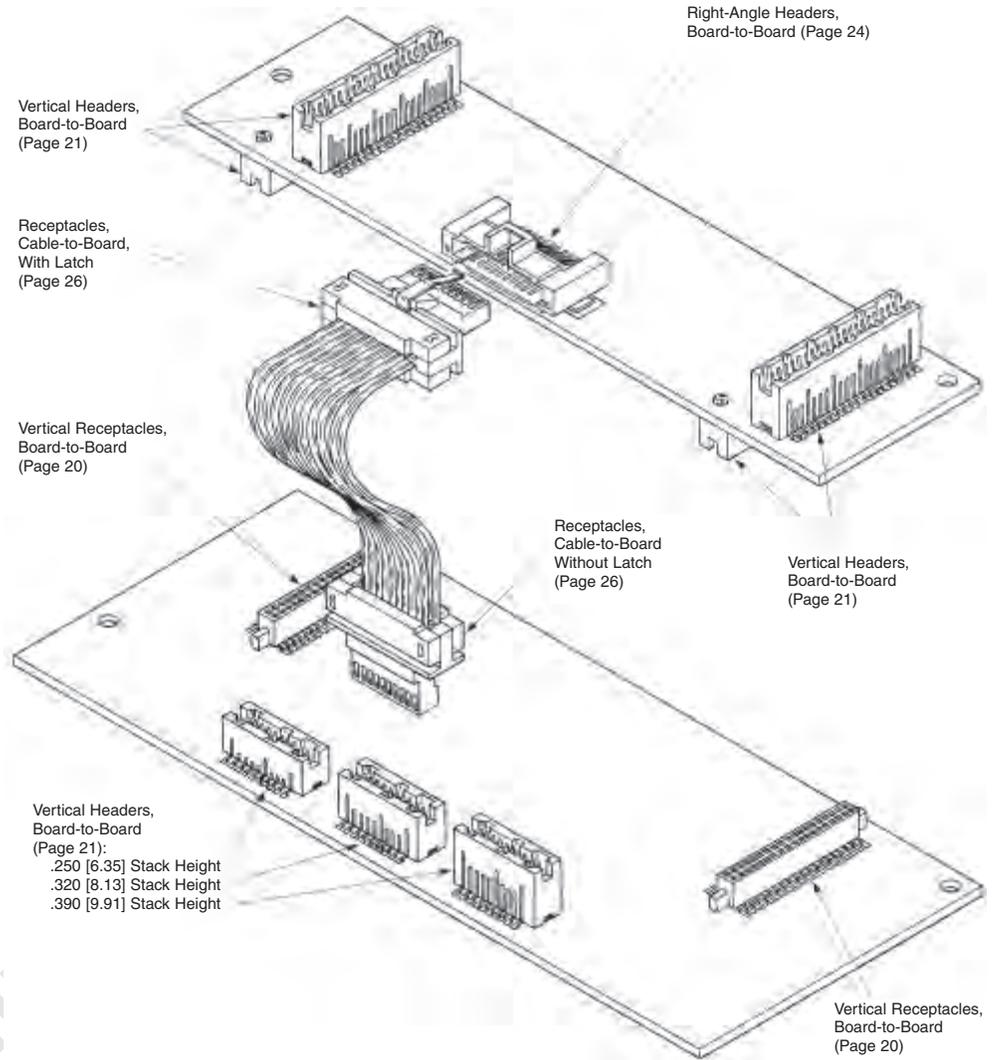 Right-Angle Headers,
Board-to-Board (Page 24)
Vertical Headers,
Board-to-Board
(Page 21)
Receptacles,
Cable-to-Board,
With Latch
(Page 26)
Vertical Receptacles,
Board-to-Board
(Page 20)
Receptacles,
Cable-to-Board
Without Latch
(Page 26)
Vertical Headers,
Board-to-Board
(Page 21)
Vertical Headers,
Board-to-Board
(Page 21):
.250 [6.35] Stack Height
.320 [8.13] Stack Height
.390 [9.91] Stack Height
Vertical Receptacles,
Board-to-Board
(Page 20)